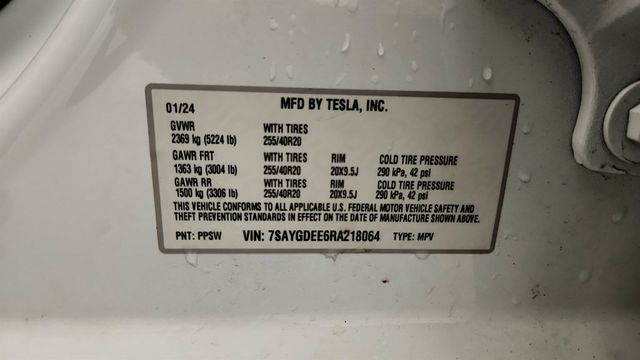 01/24 MFD BY TESLA, INC.
GVWR WITH TIRES
2369 kg (5224 lb) 255/40R20
GAWR FRT WITH TIRES RIM COLD TIRE PRESSURE
1363 kg (3004 lb) 255/40R20 20X9.5J 290 kPa, 42 psi
GAWR RR WITH TIRES RIM COLD TIRE PRESSURE
1500 kg (3306 lb) 255/40R20 20X9.5J 290 kPa, 42 psi
THIS VEHICLE CONFORMS TO ALL APPLICABLE U.S. FEDERAL MOTOR VEHICLE SAFETY AND
THEFT PREVENTION STANDARDS IN EFFECT ON THE DATE OF MANUFACTURE SHOWN ABOVE.
PNT: PPSW VIN: 7SAYGDEE6RA218064 TYPE: MPV